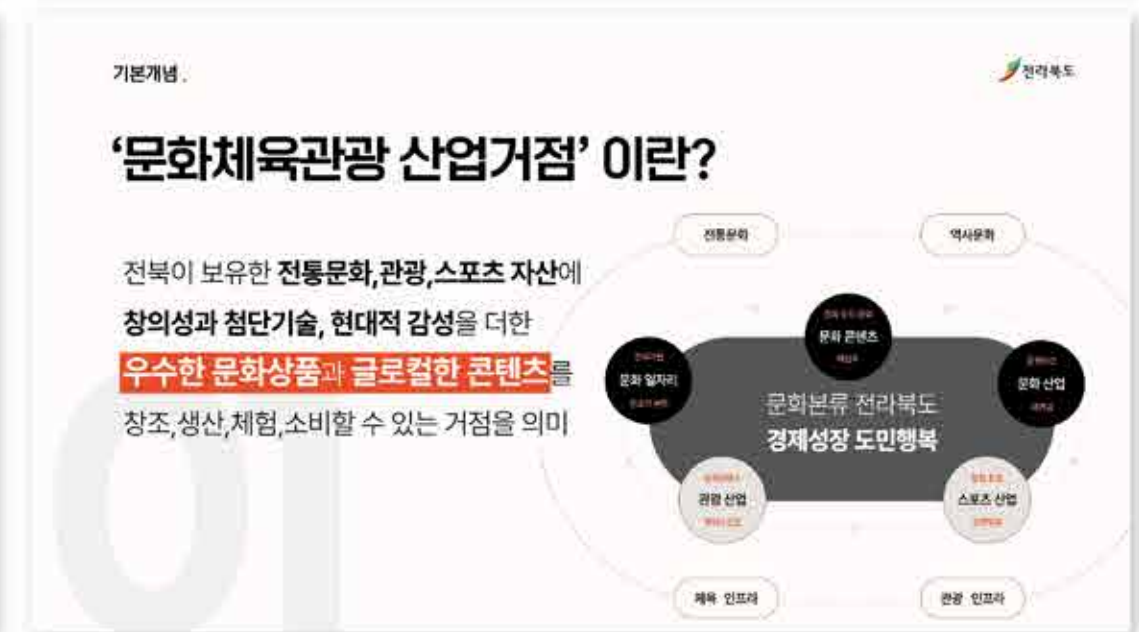 기본개념.
전라북도
‘문화체육관광 산업거점’ 이란?
전북이 보유한 전통문화,관광,스포츠 자산에
창의성과 첨단기술, 현대적 감성을 더한
우수한 문화상품과 글로컬한 콘텐츠를
창조,생산,체험,소비할 수 있는 거점을 의미
01
전통문화
역사문화
문화 콘텐츠
문화 일자리
문화 산업
문화본류 전라북도
경제성장 도민행복
관광 산업
스포츠 산업
체육 인프라
관광 인프라